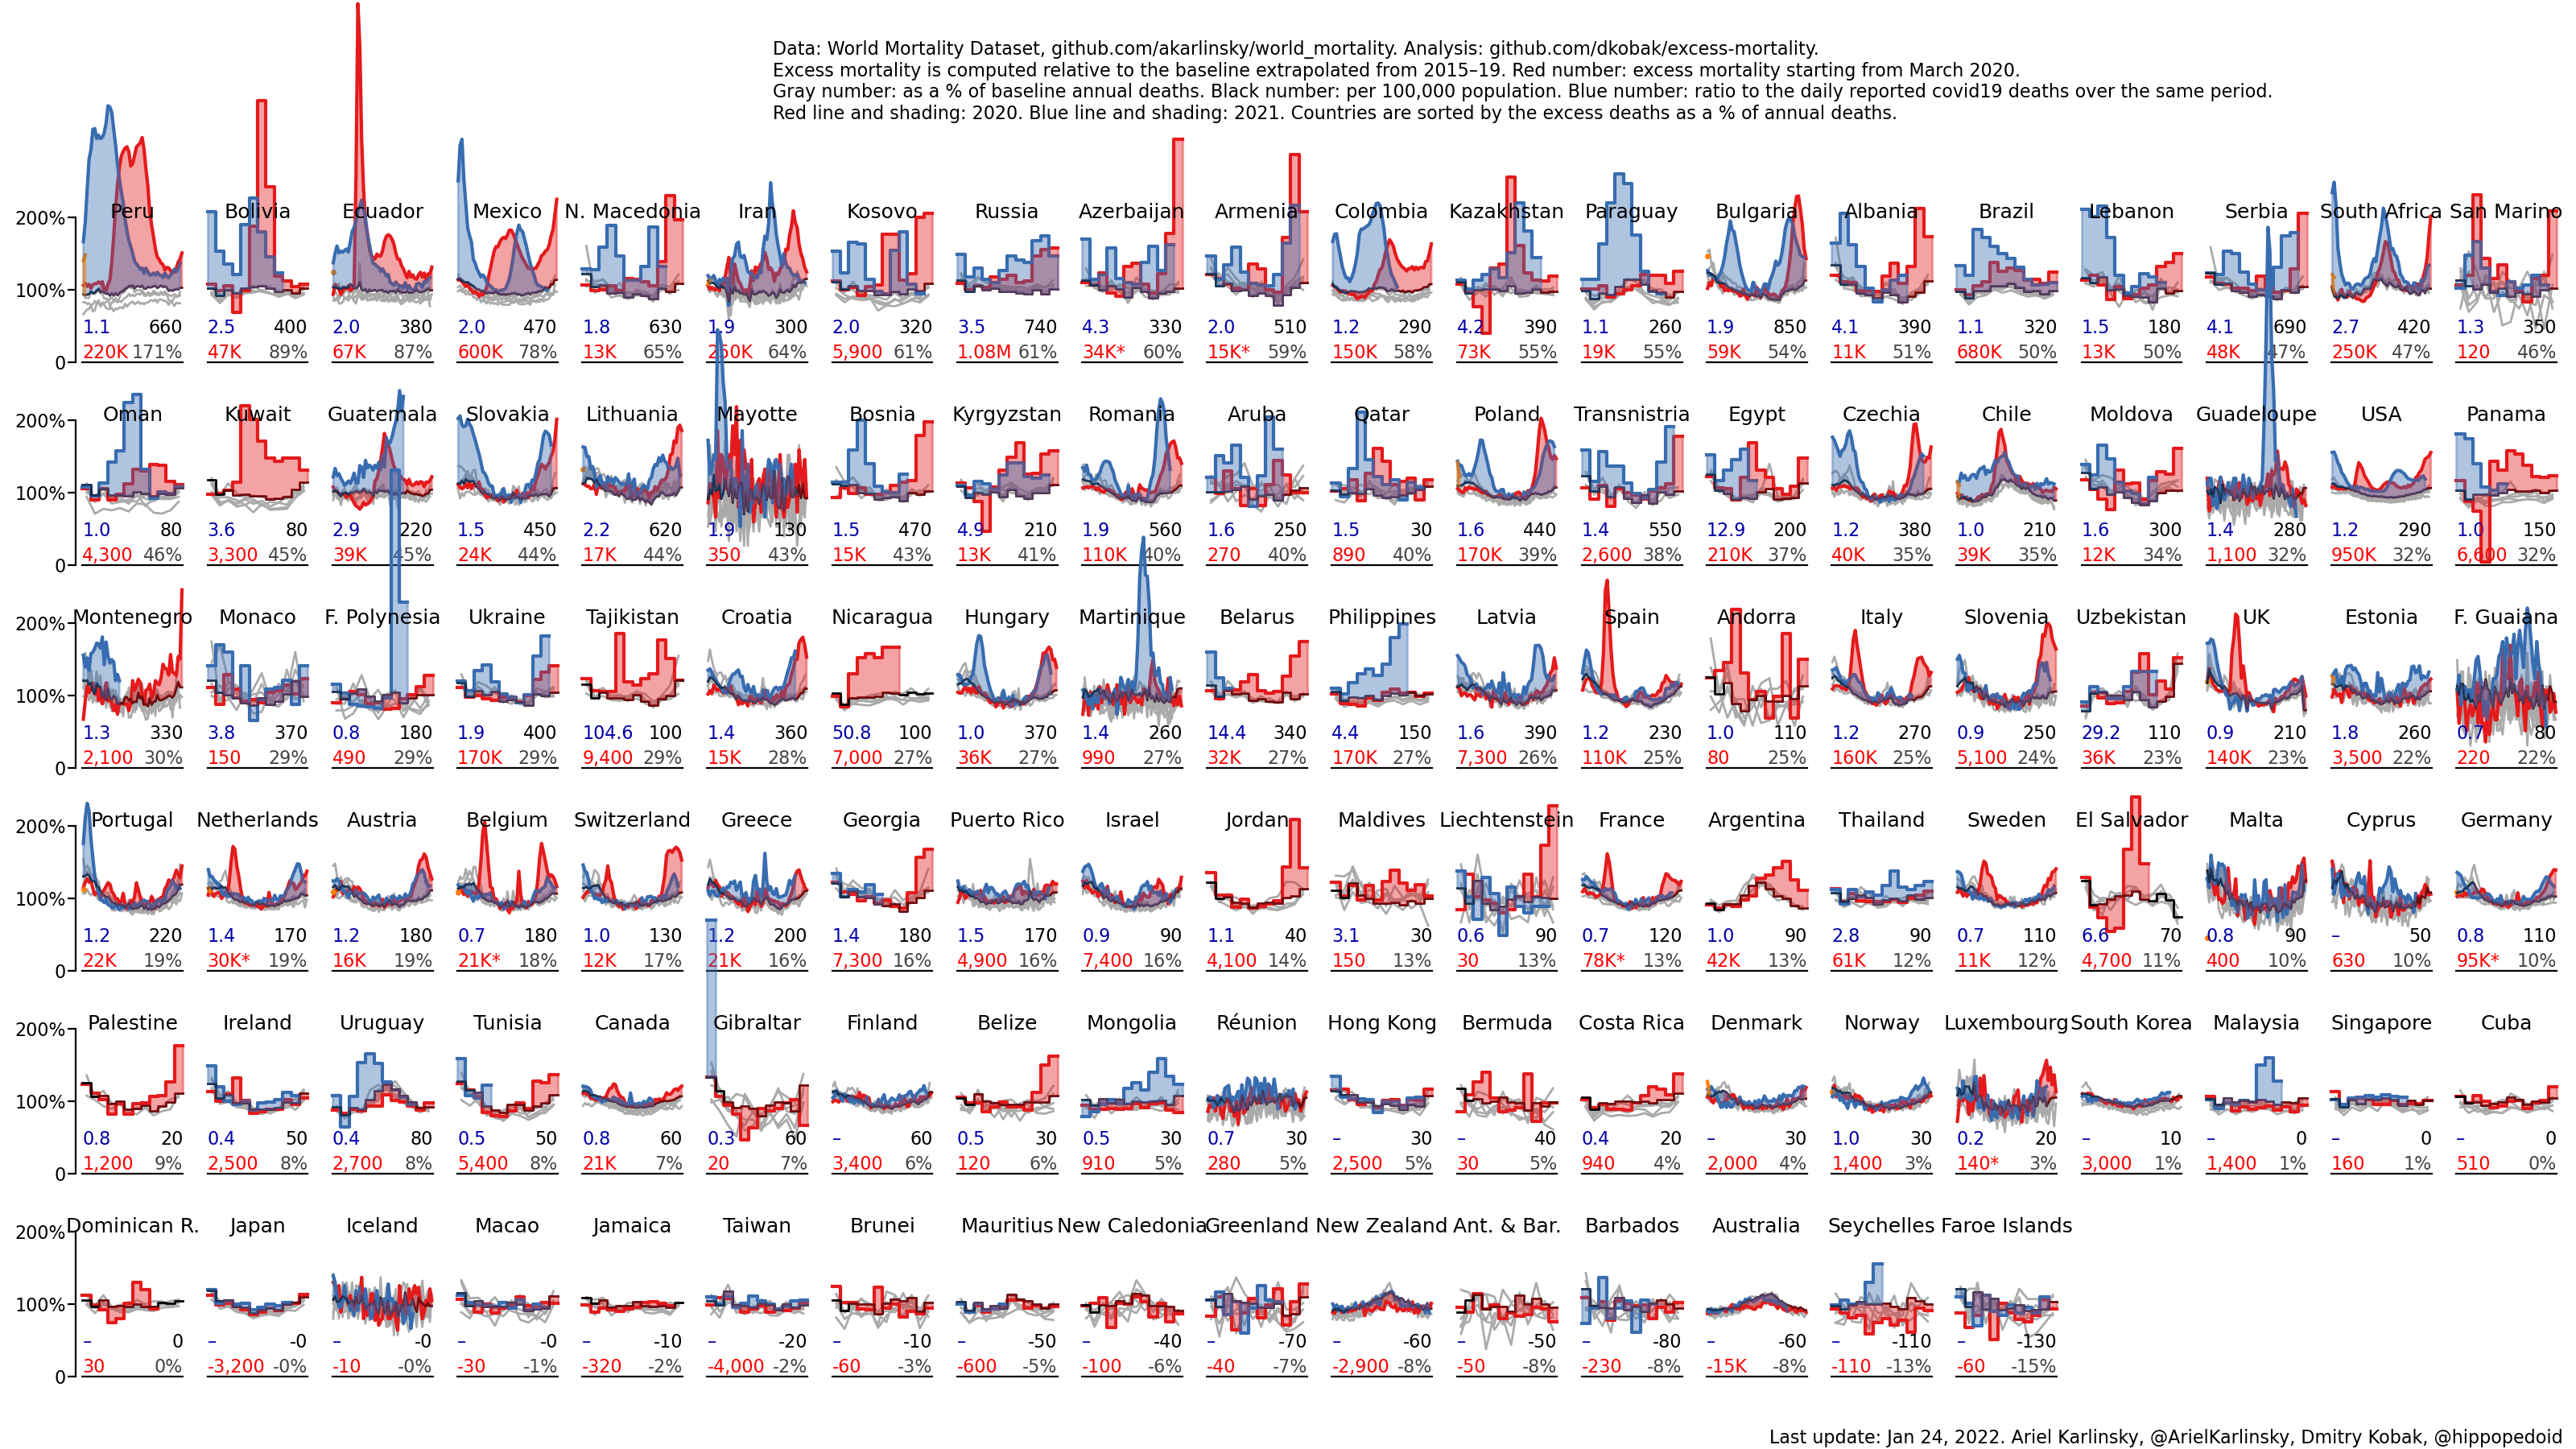 Data: World Mortality Dataset, github.com/akarlinsky/world_mortality. Analysis: github.com/dkobak/excess-mortality.
Excess mortality is computed relative to the baseline extrapolated from 2015–19. Red number: excess mortality starting from March 2020.
Gray number: as a % of baseline annual deaths. Black number: per 100,000 population. Blue number: ratio to the daily reported covid19 deaths over the same period.
Red line and shading: 2020. Blue line and shading: 2021. Countries are sorted by the excess deaths as a % of annual deaths.
200% Peru Bolivia Ecuador Mexico N. Macedonia Iran Kosovo Russia Azerbaijan Armenia Colombia Kazakhstan Paraguay Bulgaria Albania Brazil Lebanon Serbia South Africa San Marino
100%
1.1 660 2.5 400 2.0 380 2.0 470 1.8 630 1.9 300 2.0 320 3.5 740 4.3 330 2.0 510 1.2 290 4.2 390 1.1 260 1.9 850 4.1 390 1.1 320 1.5 180 4.1 690 2.7 420 1.3 350
0 220K 171% 47K 89% 67K 87% 600K 78% 13K 65% 250K 64% 5,900 61% 1.08M 61% 34K* 60% 15K* 59% 150K 58% 73K 55% 19K 55% 59K 54% 11K 51% 680K 50% 13K 50% 48K 47% 250K 47% 120 46%
200% Oman Kuwait Guatemala Slovakia Lithuania Mayotte Bosnia Kyrgyzstan Romania Aruba Qatar Poland Transnistria Egypt Czechia Chile Moldova Guadeloupe USA Panama
100%
1.0 80 3.6 80 2.9 220 1.5 450 2.2 620 1.9 130 1.5 470 4.9 210 1.9 560 1.6 250 1.5 30 1.6 440 1.4 550 12.9 200 1.2 380 1.0 210 1.6 300 1.4 280 1.2 290 1.0 150
0 4,300 46% 3,300 45% 39K 45% 24K 44% 17K 44% 350 43% 15K 43% 13K 41% 110K 40% 270 40% 890 40% 170K 39% 2,600 38% 210K 37% 40K 35% 39K 35% 12K 34% 1,100 32% 950K 32% 6,600 32%
200% Montenegro Monaco F. Polynesia Ukraine Tajikistan Croatia Nicaragua Hungary Martinique Belarus Philippines Latvia Spain Andorra Italy Slovenia Uzbekistan UK Estonia F. Guaiana
100%
1.3 330 3.8 370 0.8 180 1.9 400 104.6 100 1.4 360 50.8 100 1.0 370 1.4 260 14.4 340 4.4 150 1.6 390 1.2 230 1.0 110 1.2 270 0.9 250 29.2 110 0.9 210 1.8 260 0.7 80
0 2,100 30% 150 29% 490 29% 170K 29% 9,400 29% 15K 28% 7,000 27% 36K 27% 990 27% 32K 27% 170K 27% 7,300 26% 110K 25% 80 25% 160K 25% 5,100 24% 36K 23% 140K 23% 3,500 22% 220 22%
200% Portugal Netherlands Austria Belgium Switzerland Greece Georgia Puerto Rico Israel Jordan Maldives Liechtenstein France Argentina Thailand Sweden El Salvador Malta Cyprus Germany
100%
1.2 220 1.4 170 1.2 180 0.7 180 1.0 130 1.2 200 1.4 180 1.5 170 0.9 90 1.1 40 3.1 30 0.6 90 0.7 120 1.0 90 2.8 90 0.7 110 6.6 70 0.8 90 – 50 0.8 110
0 22K 19% 30K* 19% 16K 19% 21K* 18% 12K 17% 21K 16% 7,300 16% 4,900 16% 7,400 16% 4,100 14% 150 13% 30 13% 78K* 13% 42K 13% 61K 12% 11K 12% 4,700 11% 400 10% 630 10% 95K* 10%
200% Palestine Ireland Uruguay Tunisia Canada Gibraltar Finland Belize Mongolia Réunion Hong Kong Bermuda Costa Rica Denmark Norway Luxembourg South Korea Malaysia Singapore Cuba
100%
0.8 20 0.4 50 0.4 80 0.5 50 0.8 60 0.3 60 – 60 0.5 30 0.5 30 0.7 30 – 30 – 40 0.4 20 – 30 1.0 30 0.2 20 – 10 – 0 – 0 – 0
0 1,200 9% 2,500 8% 2,700 8% 5,400 8% 21K 7% 20 7% 3,400 6% 120 6% 910 5% 280 5% 2,500 5% 30 5% 940 4% 2,000 4% 1,400 3% 140* 3% 3,000 1% 1,400 1% 160 1% 510 0%
200% Dominican R. Japan Iceland Macao Jamaica Taiwan Brunei Mauritius New Caledonia Greenland New Zealand Ant. & Bar. Barbados Australia Seychelles Faroe Islands
100%
– 0 – -0 – -0 – -0 – -10 – -20 – -10 – -50 – -40 – -70 – -60 – -50 – -80 – -60 – -110 – -130
0 30 0% -3,200 -0% -10 -0% -30 -1% -320 -2% -4,000 -2% -60 -3% -600 -5% -100 -6% -40 -7% -2,900 -8% -50 -8% -230 -8% -15K -8% -110 -13% -60 -15%
Last update: Jan 24, 2022. Ariel Karlinsky, @ArielKarlinsky, Dmitry Kobak, @hippopedoid